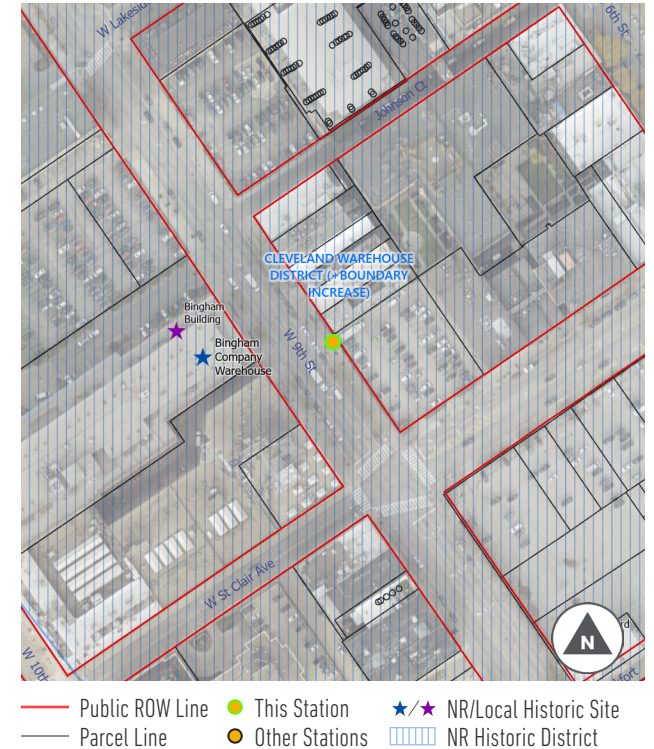 W Lakesid
6th St.
Johnson Ct
CLEVELAND WAREHOUSE
DISTRICT (+BOUNDARY
INCREASE)
Bingham
Building
Bingham
Company
Warehouse
W 9th St
W St Clair Ave
W 10th
N
Public ROW Line
This Station
★/★ NR/Local Historic Site
Parcel Line
Other Stations
NR Historic District